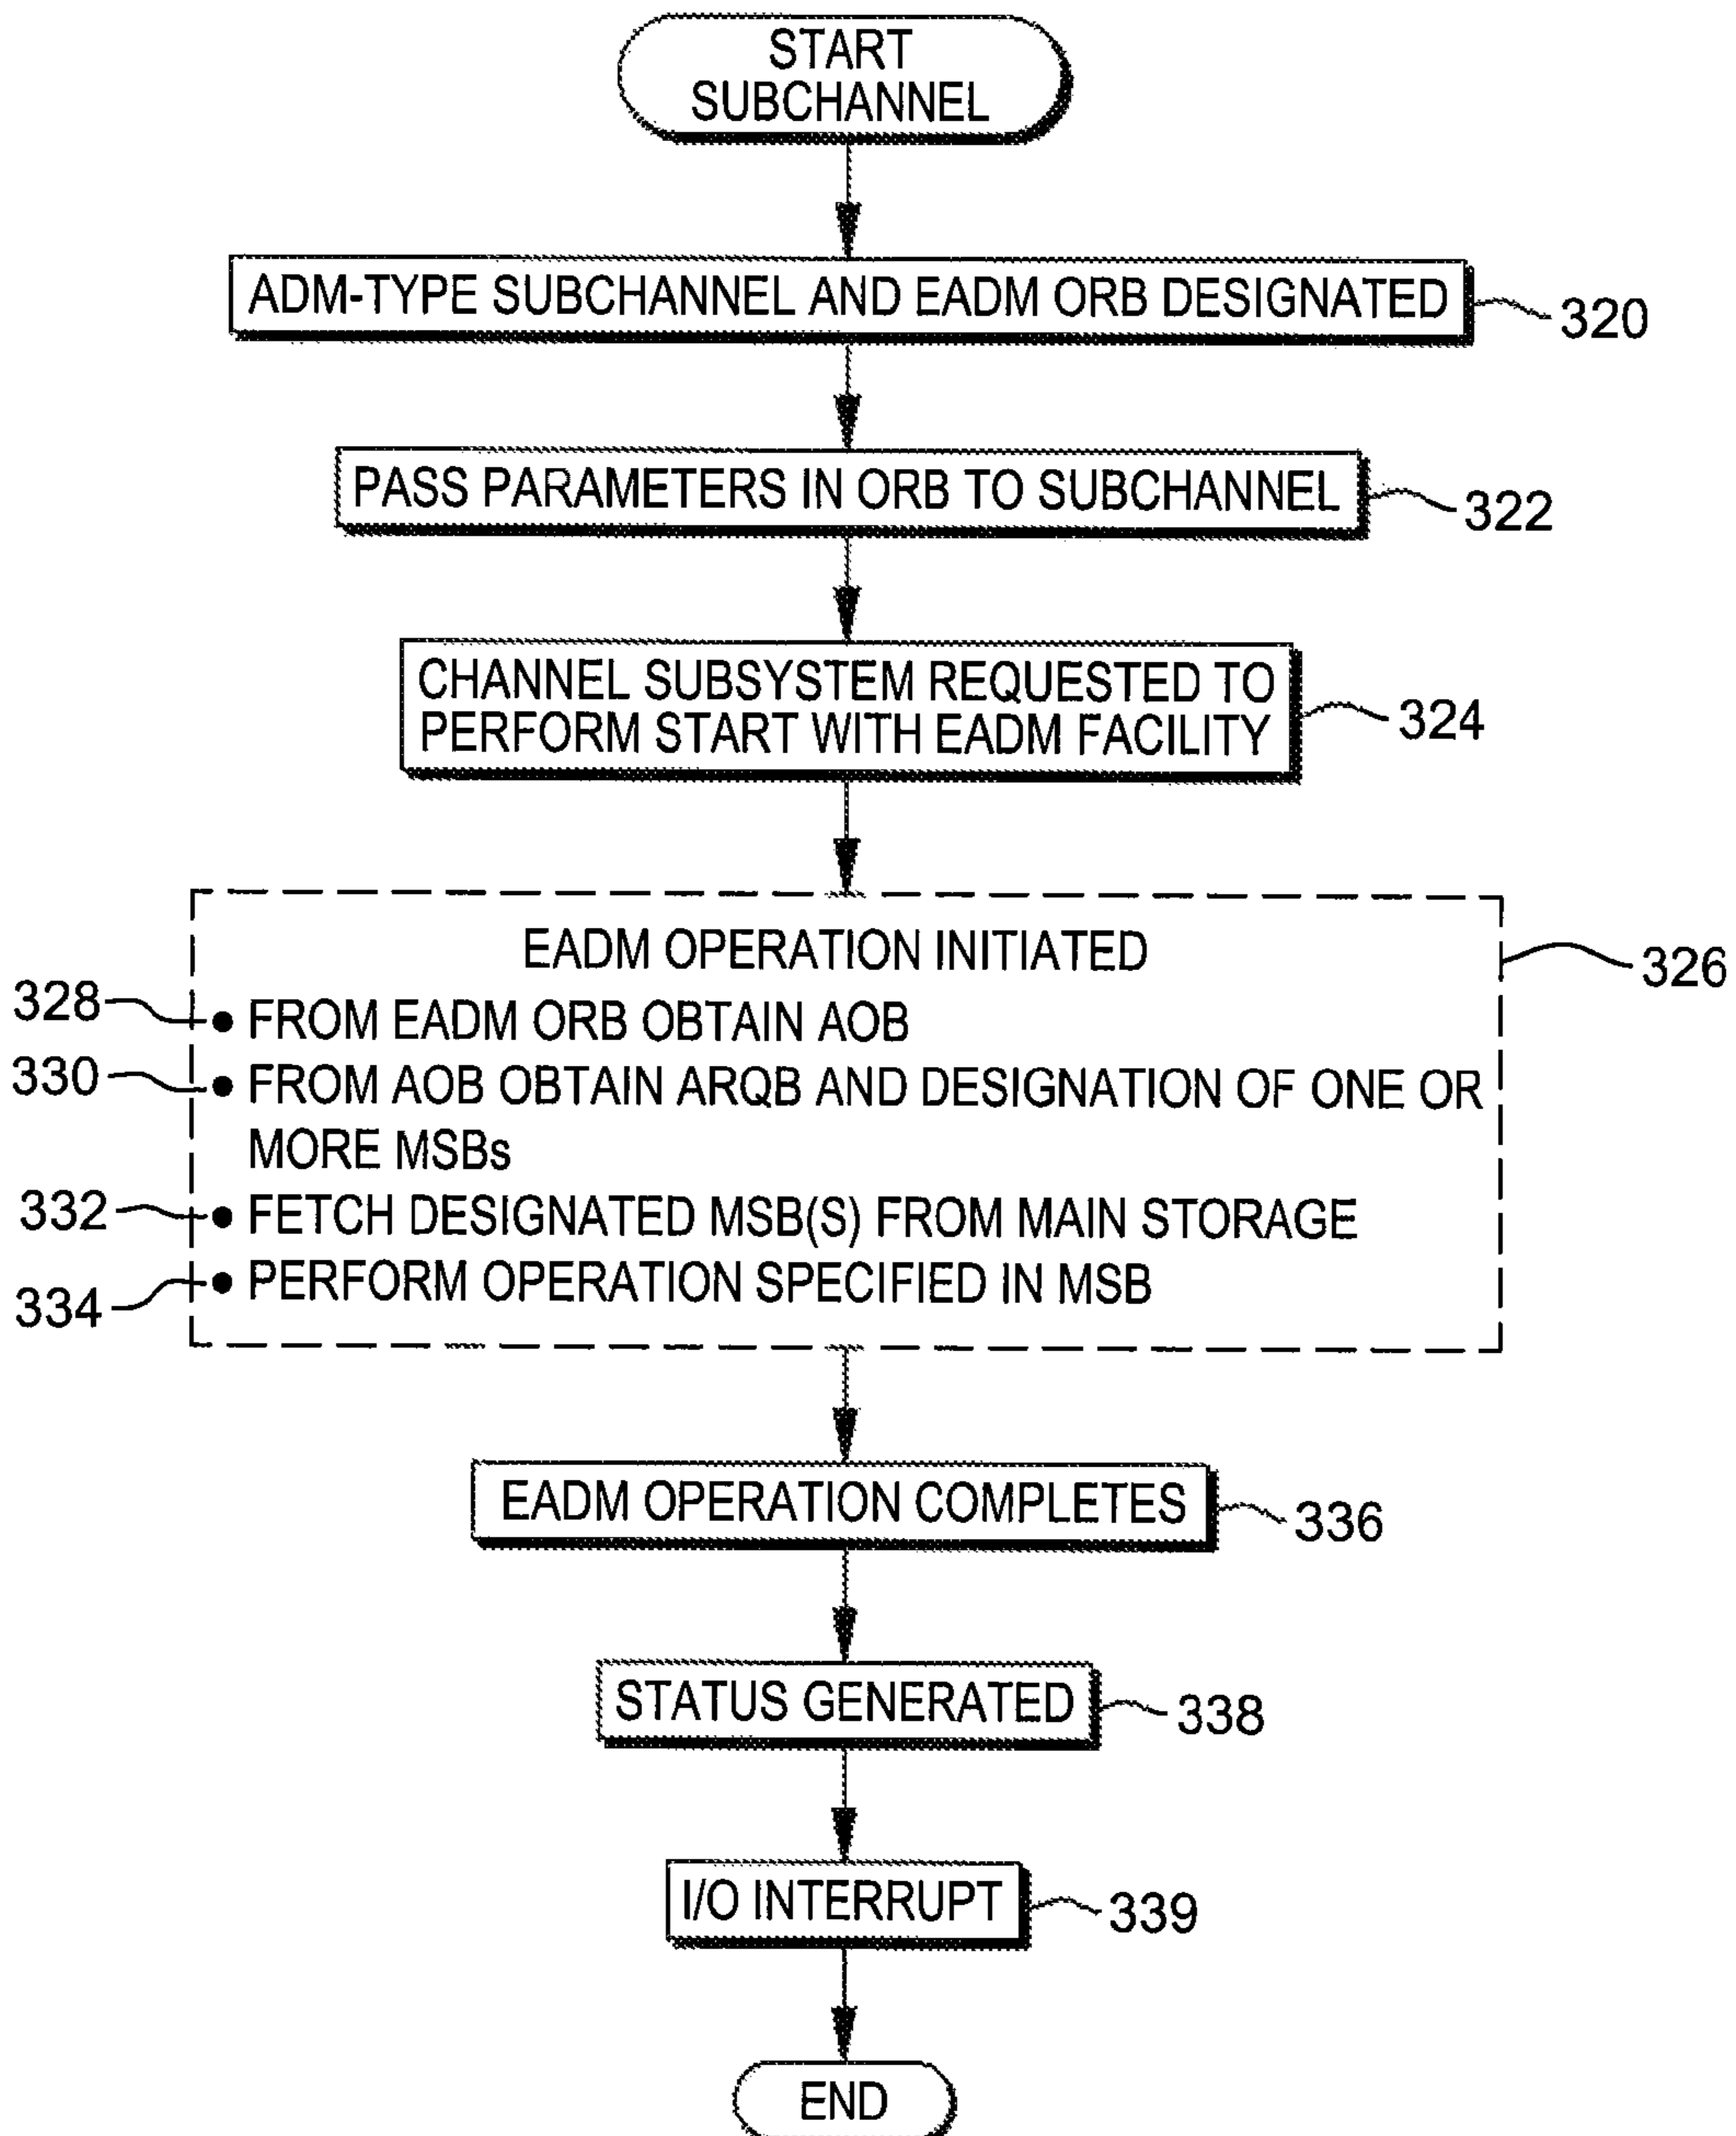 START
SUBCHANNEL
ADM-TYPE SUBCHANNEL AND EADM ORB DESIGNATED
320
PASS PARAMETERS IN ORB TO SUBCHANNEL
322
CHANNEL SUBSYSTEM REQUESTED TO
PERFORM START WITH EADM FACILITY
324
EADM OPERATION INITIATED
326
328
• FROM EADM ORB OBTAIN AOB
330
• FROM AOB OBTAIN ARQB AND DESIGNATION OF ONE OR
MORE MSBs
332
• FETCH DESIGNATED MSB(S) FROM MAIN STORAGE
334
• PERFORM OPERATION SPECIFIED IN MSB
EADM OPERATION COMPLETES
336
STATUS GENERATED
338
I/O INTERRUPT
339
END